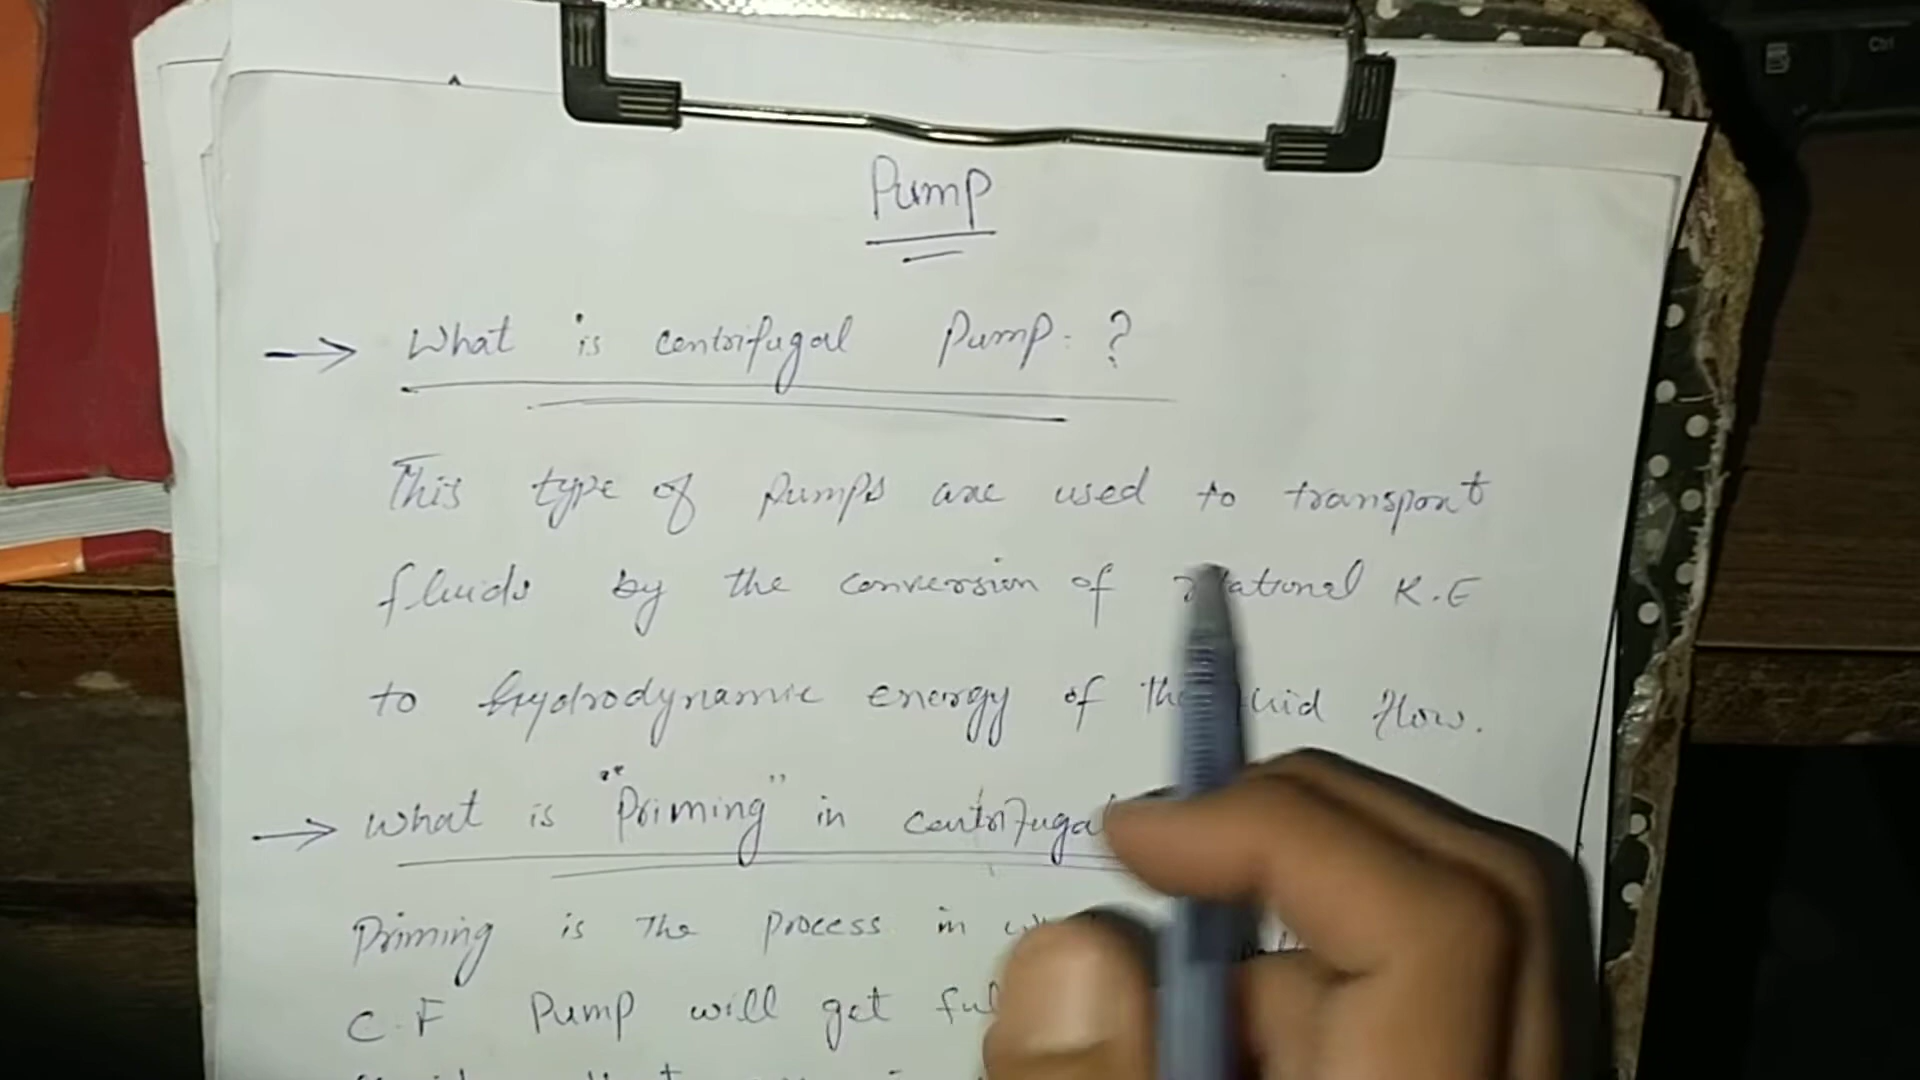 Ctrl
Pump
What is centrifugal Pump. ?
This type of pumps are used to transport
fluids by the conversion of K.E
to hydrodynamic energy of the flow.
What is "Priming" in centrifugal
Priming is the process in
C.F Pump will get